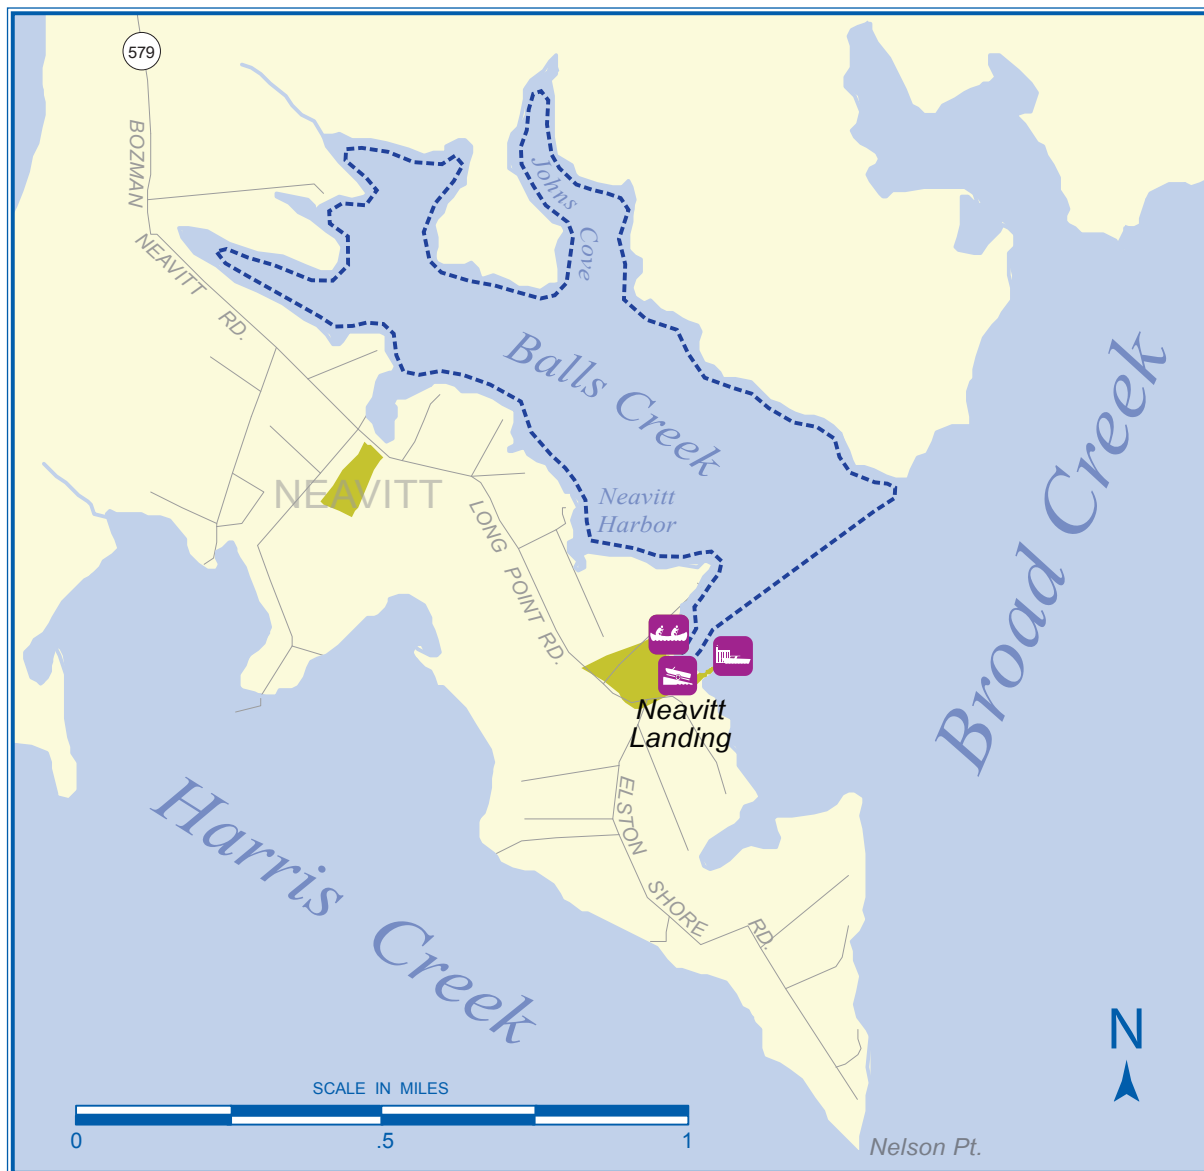 579
BOZMAN
NEAVITT RD.
Johns
Cove
Balls Creek
Broad Creek
NEAVITT
Neavitt
Harbor
LONG POINT RD.
Neavitt
Landing
ELSTON SHORE RD.
Harris Creek
N
SCALE IN MILES
0 .5 1
Nelson Pt.